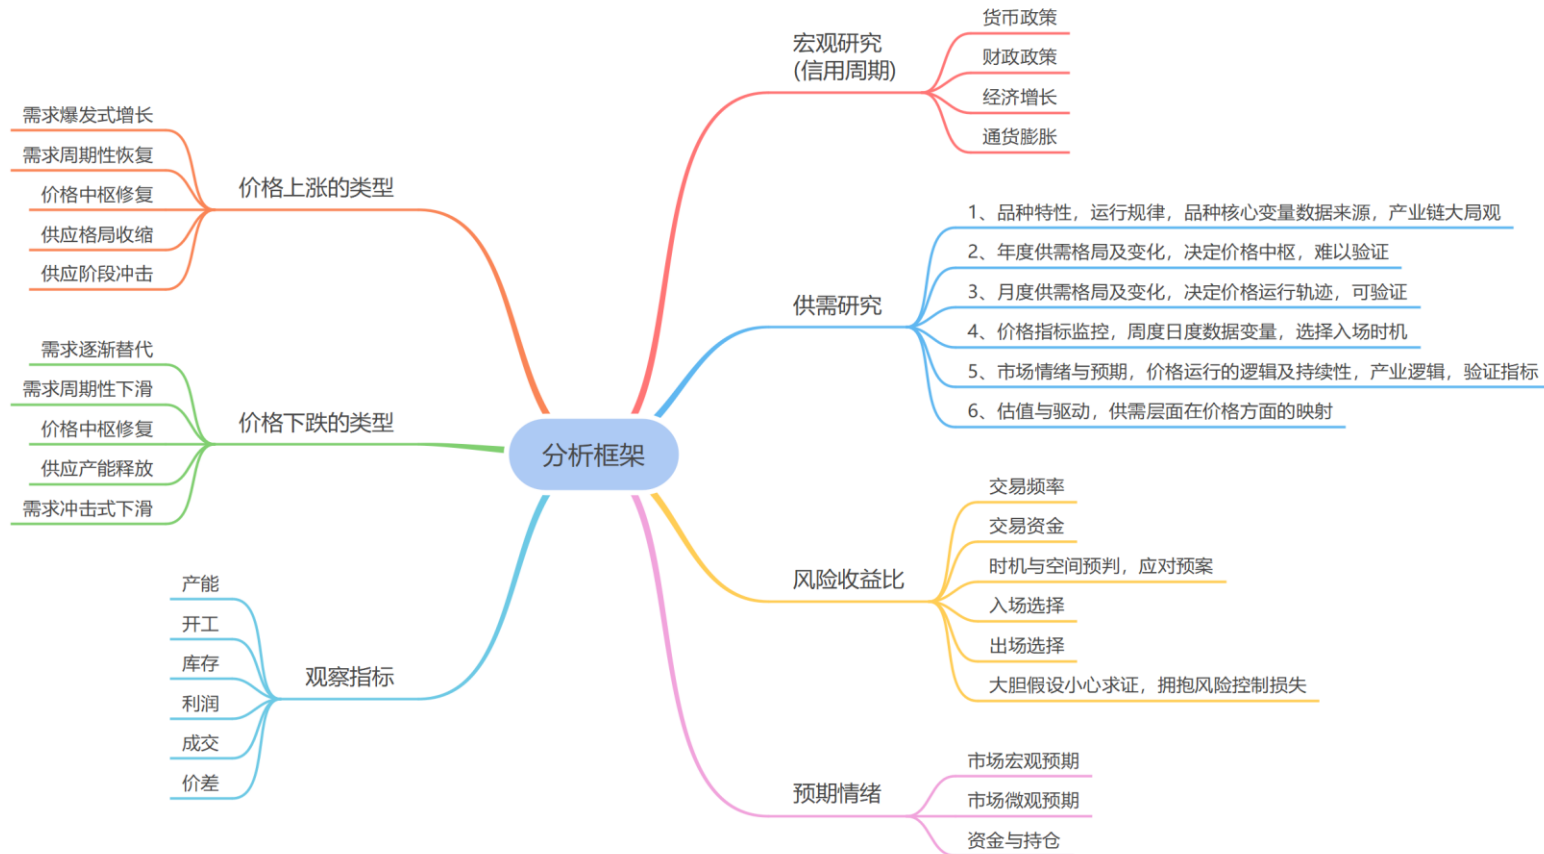 分析框架
宏观研究
(信用周期)
货币政策
财政政策
经济增长
通货膨胀
供需研究
1、品种特性，运行规律，品种核心变量数据来源，产业链大局观
2、年度供需格局及变化，决定价格中枢，难以验证
3、月度供需格局及变化，决定价格运行轨迹，可验证
4、价格指标监控，周度日度数据变量，选择入场时机
5、市场情绪与预期，价格运行的逻辑及持续性，产业逻辑，验证指标
6、估值与驱动，供需层面在价格方面的映射
风险收益比
交易频率
交易资金
时机与空间预判，应对预案
入场选择
出场选择
大胆假设小心求证，拥抱风险控制损失
预期情绪
市场宏观预期
市场微观预期
资金与持仓
价格上涨的类型
需求爆发式增长
需求周期性恢复
价格中枢修复
供应格局收缩
供应阶段冲击
价格下跌的类型
需求逐渐替代
需求周期性下滑
价格中枢修复
供应产能释放
需求冲击式下滑
观察指标
产能
开工
库存
利润
成交
价差